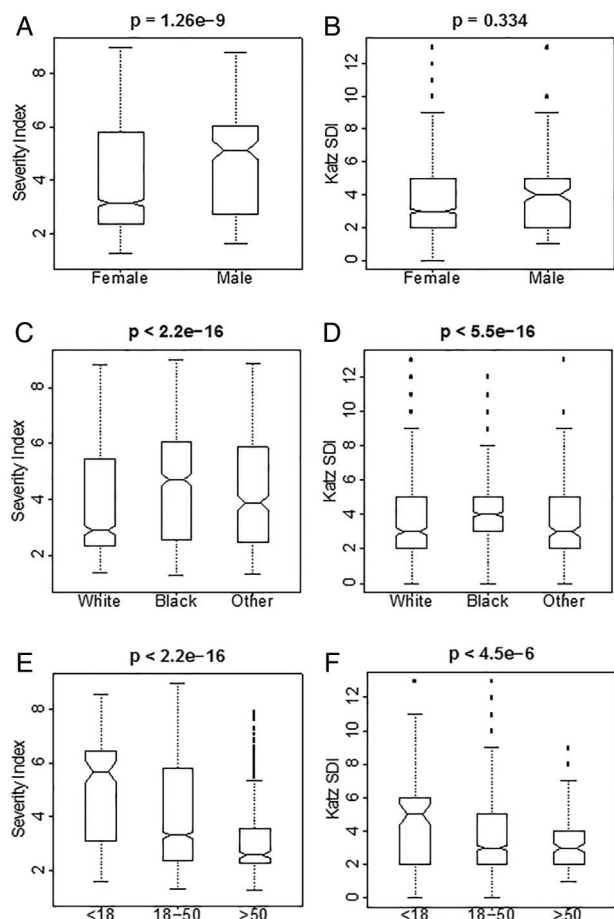 A
p = 1.26e−9
Severity Index
8
6
4
2
Female Male
B
p = 0.334
Katz SDI
12
10
8
6
4
2
0
Female Male
C
p < 2.2e−16
Severity Index
8
6
4
2
White Black Other
D
p < 5.5e−16
Katz SDI
12
10
8
6
4
2
0
White Black Other
E
p < 2.2e−16
Severity Index
8
6
4
2
<18 18−50 >50
F
p < 4.5e−6
Katz SDI
12
10
8
6
4
2
0
<18 18−50 >50